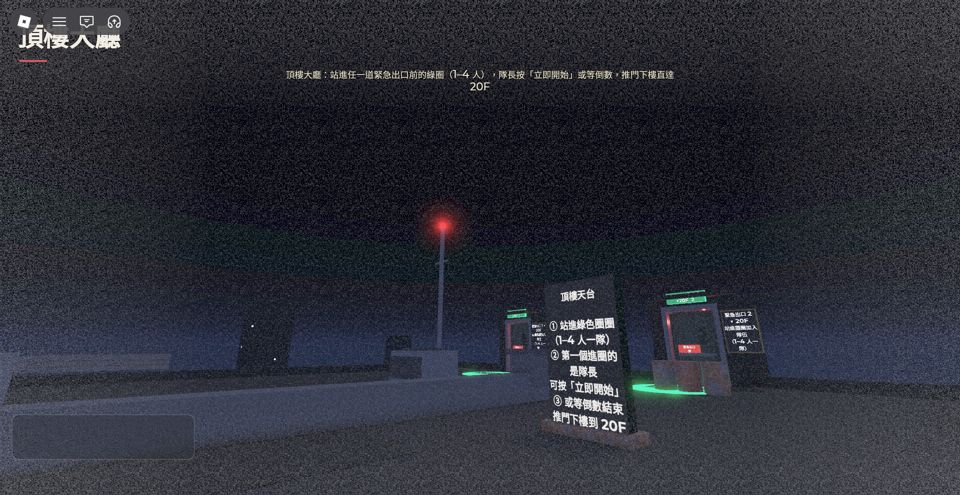 頂樓大廳
頂樓大廳：站進任一道緊急出口前的綠圈（1–4 人），隊長按「立即開始」或等倒數，推門下樓直達
20F
頂樓天台
① 站進綠色圈圈
（1–4 人一隊）
② 第一個進圈的
是隊長
可按「立即開始」
③ 或等倒數結束
推門下樓到 20F
緊急出口 2
20F
站進圓圈加入
隊伍
（1–4 人一
隊）